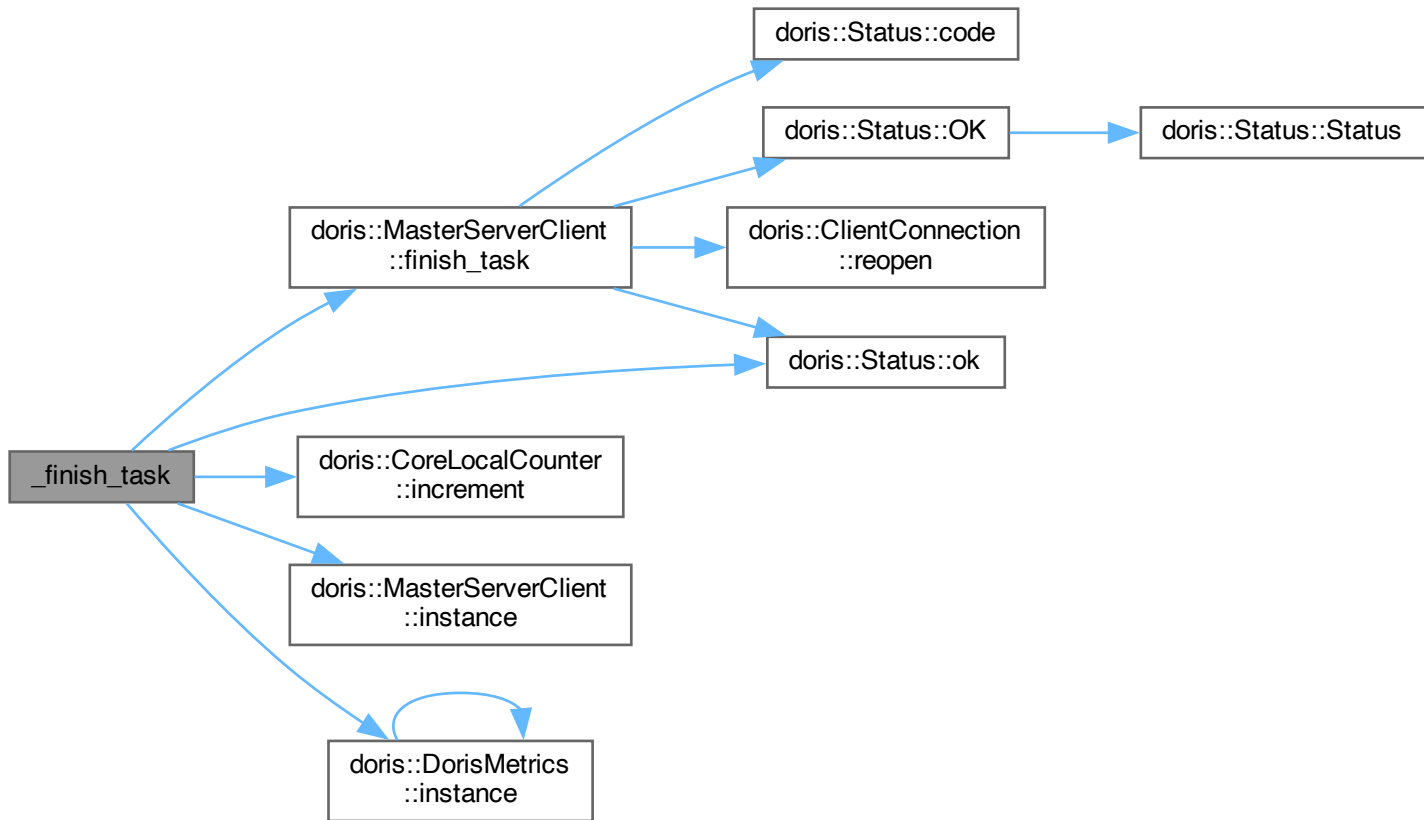 doris::Status::code
doris::Status::OK
doris::Status::Status
doris::MasterServerClient
::finish_task
doris::ClientConnection
::reopen
doris::Status::ok
_finish_task
doris::CoreLocalCounter
::increment
doris::MasterServerClient
::instance
doris::DorisMetrics
::instance